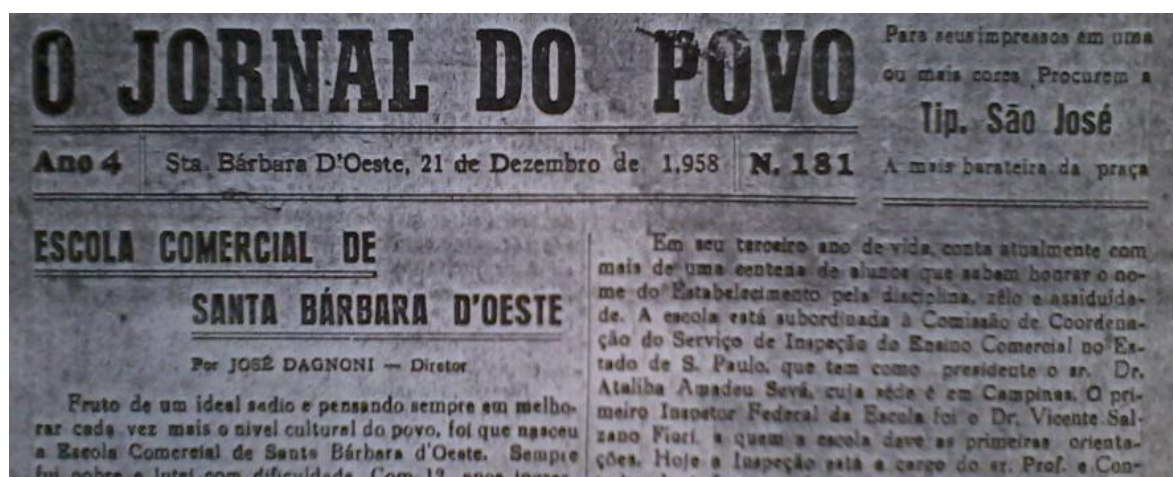 O JORNAL DO POVO
Para seus impressos em uma
ou mais cores Procurem a
Tip. São José
A mais barateira da praça
Ano 4 Sta. Bárbara D'Oeste, 21 de Dezembro de 1,958 N. 181
ESCOLA COMERCIAL DE
SANTA BÁRBARA D'OESTE
Por JOSÉ DAGNONI — Diretor
Fruto de um ideal sadio e pensando sempre em melho-
rar cada vez mais o nivel cultural do povo, foi que nasceu
a Escola Comercial de Santa Bárbara d'Oeste. Sempre
fui pobre e lutei com dificuldade. Com 13 anos
Em seu terceiro ano de vida, conta atualmente com
mais de uma centena de alunos que sabem honrar o no-
me do Estabelecimento pela disciplina, zêlo e assiduida-
de. A escola está subordinada à Comissão de Coordena-
ção do Serviço de Inspeção do Ensino Comercial no Es-
tado de S. Paulo, que tem como presidente o sr. Dr.
Ataliba Amadeu Sevá, cuja séde é em Campinas. O pri-
meiro Inspetor Federal da Escola foi o Dr. Vicente Sal-
zano Fiori, a quem a escola deve as primeiras orienta-
ções. Hoje a Inspeção está a cargo do sr. Prof. e Con-